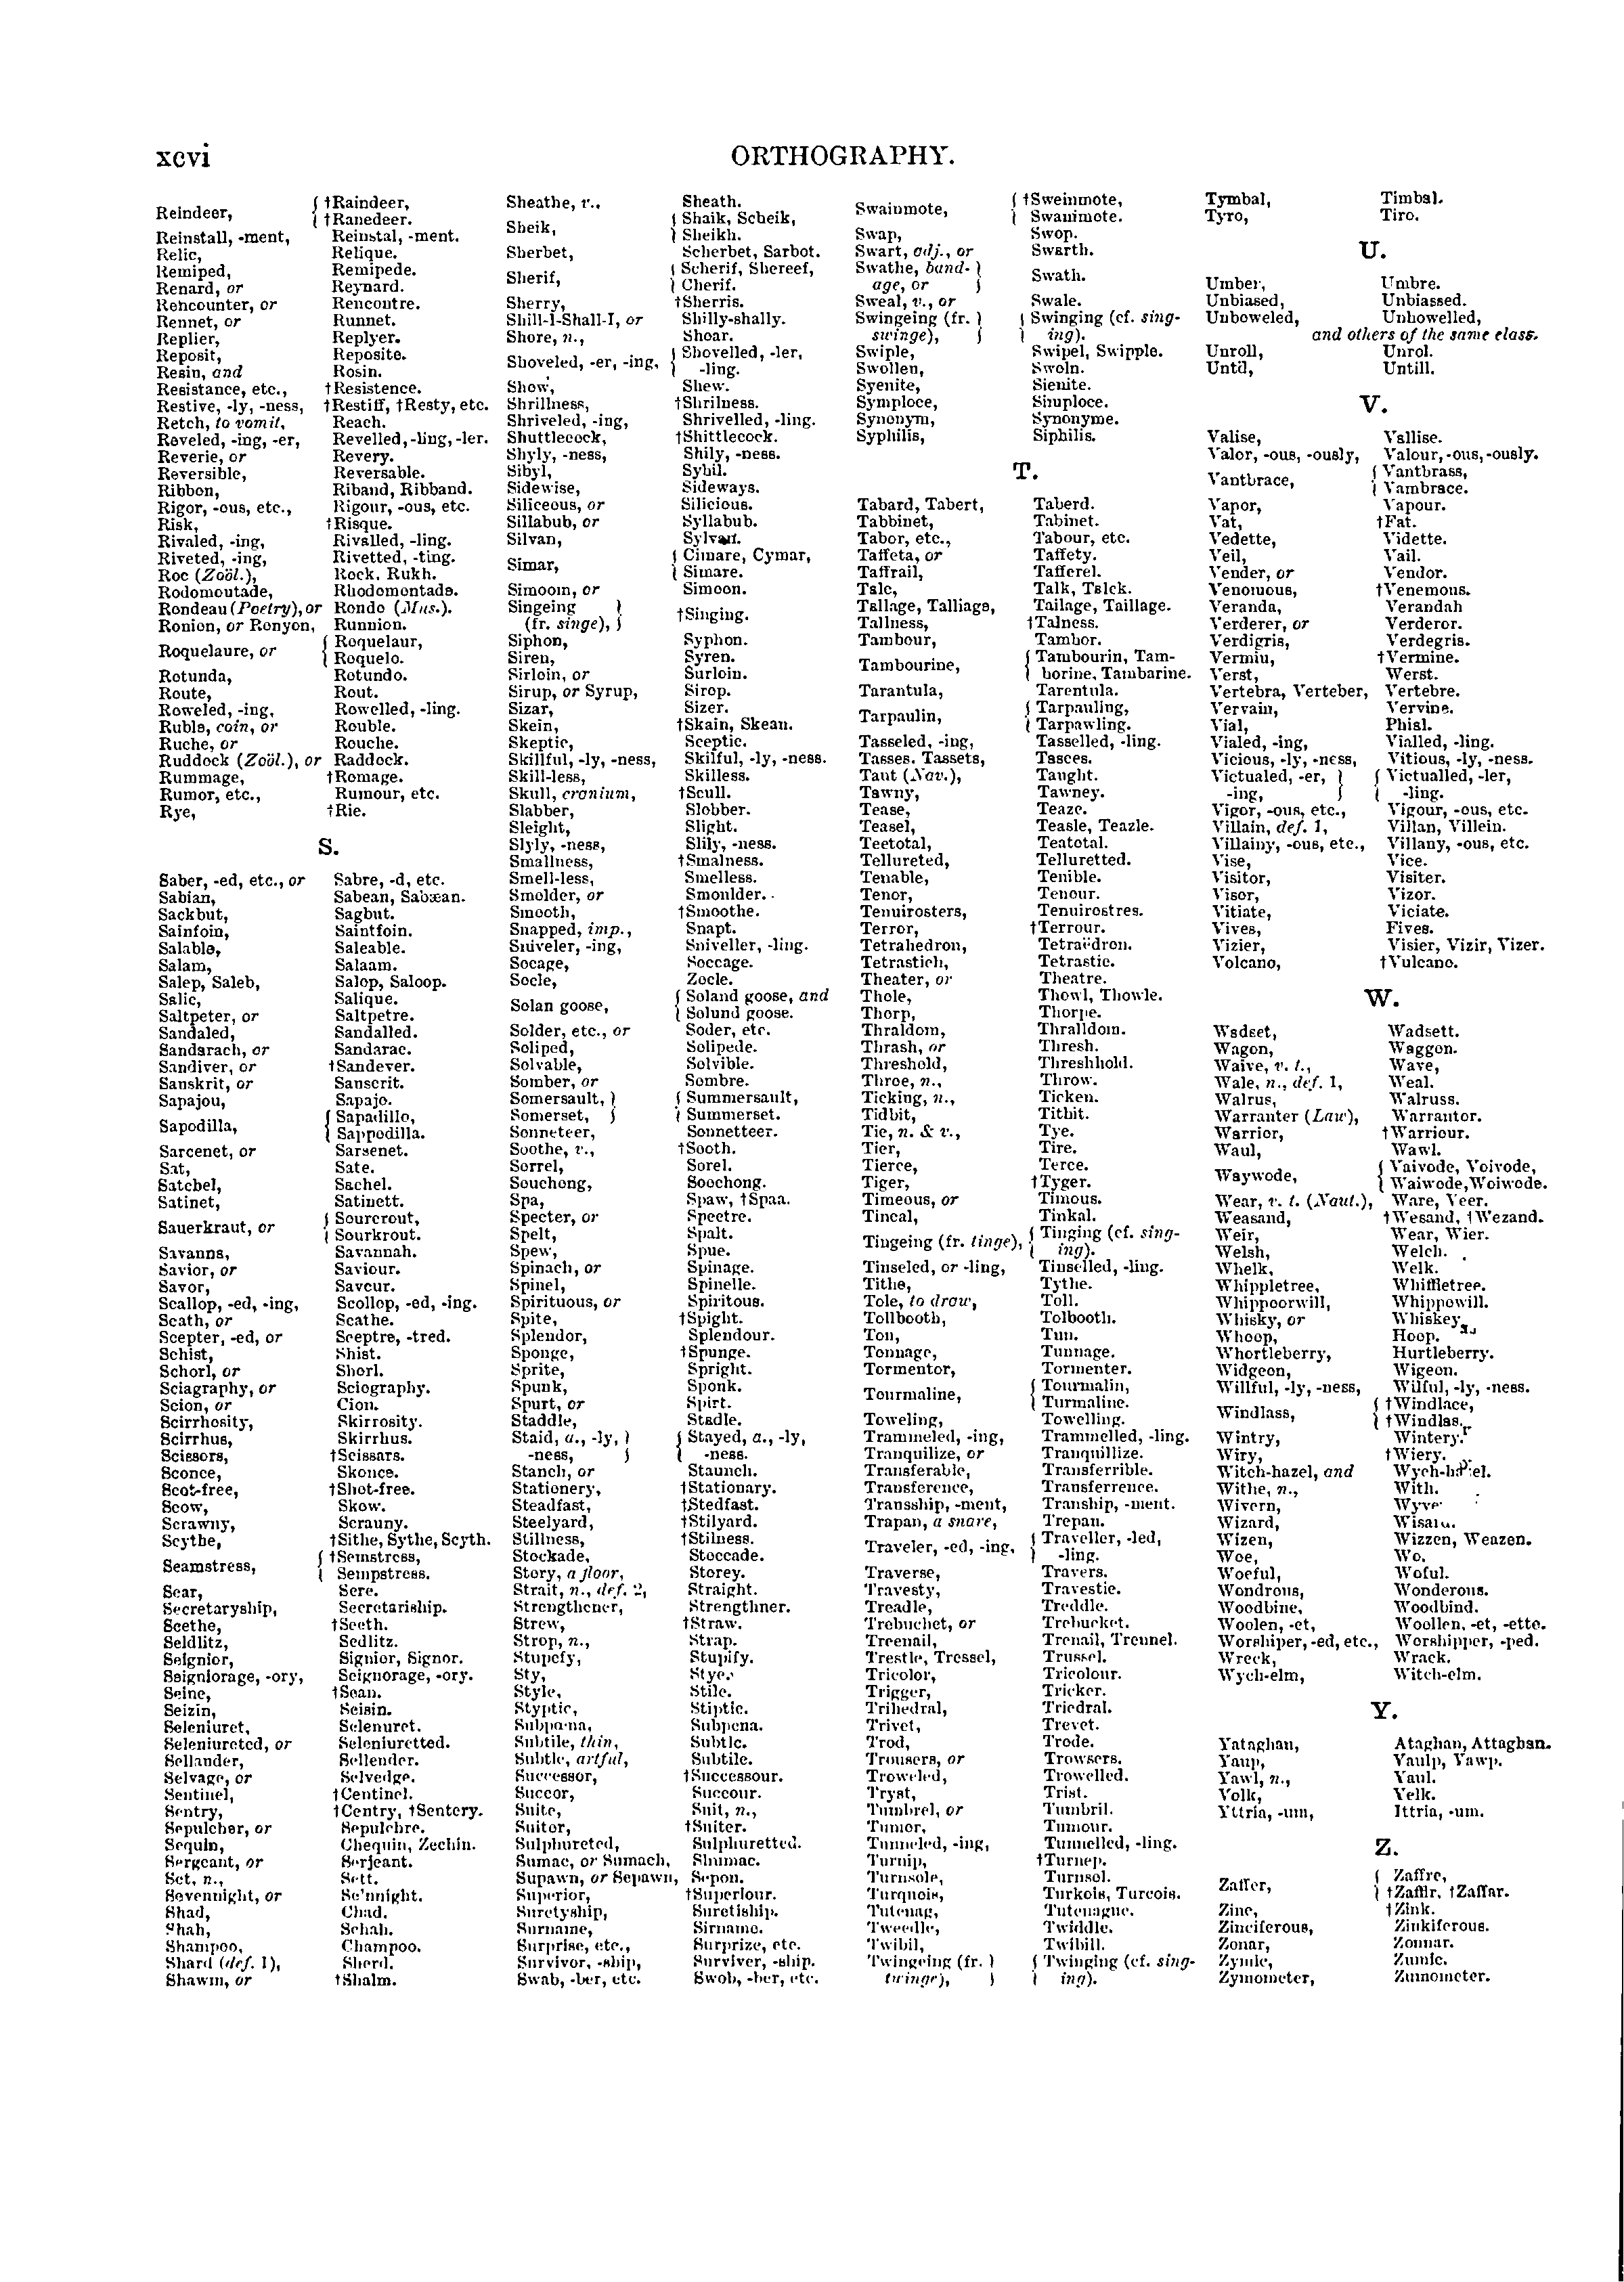 xcvi
ORTHOGRAPHY.
Reindeer, { †Raindeer,
{ †Ranedeer.
Reinstall, -ment, Reinstal, -ment.
Relic, Relique.
Remiped, Remipede.
Renard, or Reynard.
Rencounter, or Rencontre.
Rennet, or Runnet.
Replier, Replyer.
Reposit, Reposite.
Resin, and Rosin.
Resistance, etc., †Resistence.
Restive, -ly, -ness, †Restiff, †Resty, etc.
Retch, to vomit, Reach.
Reveled, -ing, -er, Revelled, -ling, -ler.
Reverie, or Revery.
Reversible, Reversable.
Ribbon, Riband, Ribband.
Rigor, -ous, etc., Rigour, -ous, etc.
Risk, †Risque.
Rivaled, -ing, Rivalled, -ling.
Riveted, -ing, Rivetted, -ting.
Roc (Zoöl.), Rock, Rukh.
Rodomontade, Rhodomontade.
Rondeau (Poetry), or Rondo (Mus.).
Ronion, or Ronyon, Runnion.
Roquelaure, or { Roquelaur,
{ Roquelo.
Rotunda, Rotundo.
Route, Rout.
Roweled, -ing, Rowelled, -ling.
Ruble, coin, or Rouble.
Ruche, or Rouche.
Ruddock (Zoöl.), or Raddock.
Rummage, †Romage.
Rumor, etc., Rumour, etc.
Rye, †Rie.
S.
Saber, -ed, etc., or Sabre, -d, etc.
Sabian, Sabean, Sabæan.
Sackbut, Sagbut.
Sainfoin, Saintfoin.
Salable, Saleable.
Salam, Salaam.
Salep, Saleb, Salop, Saloop.
Salic, Salique.
Saltpeter, or Saltpetre.
Sandaled, Sandalled.
Sandarach, or Sandarac.
Sandiver, or †Sandever.
Sanskrit, or Sanscrit.
Sapajou, Sapajo.
Sapodilla, { Sapadillo,
{ Sappodilla.
Sarcenet, or Sarsenet.
Sat, Sate.
Satchel, Sachel.
Satinet, Satinett.
Sauerkraut, or { Sourcrout,
{ Sourkrout.
Savanna, Savannah.
Savior, or Saviour.
Savor, Savour.
Scallop, -ed, -ing, Scollop, -ed, -ing.
Scath, or Scathe.
Scepter, -ed, or Sceptre, -tred.
Schist, Shist.
Schorl, or Shorl.
Sciagraphy, or Sciography.
Scion, or Cion.
Scirrhosity, Skirrosity.
Scirrhus, Skirrhus.
Scissors, †Scissars.
Sconce, Skonce.
Scot-free, †Shot-free.
Scow, Skow.
Scrawny, Scrauny.
Scythe, †Sithe, Sythe, Scyth.
Seamstress, { †Semstress,
{ Sempstress.
Sear, Sere.
Secretaryship, Secretariship.
Seethe, †Seeth.
Seidlitz, Sedlitz.
Seignior, Signior, Signor.
Seigniorage, -ory, Seignorage, -ory.
Seine, †Sean.
Seizin, Seisin.
Seleniuret, Selenuret.
Seleniureted, or Seleniuretted.
Sellander, Sellender.
Selvage, or Selvedge.
Sentinel, †Centinel.
Sentry, †Centry, †Sentery.
Sepulcher, or Sepulchre.
Sequin, Chequin, Zechin.
Sergeant, or Serjeant.
Set, n., Sett.
Sevennight, or Se'nnight.
Shad, Chad.
Shah, Schah.
Shampoo, Champoo.
Shard (def. 1), Sherd.
Shawm, or †Shalm.
Sheathe, v., Sheath.
Sheik, { Shaik, Scheik,
{ Sheikh.
Sherbet, Scherbet, Sarbot.
Sherif, { Scherif, Shereef,
{ Cherif.
Sherry, †Sherris.
Shill-I-Shall-I, or Shilly-shally.
Shore, n., Shoar.
Shoveled, -er, -ing, { Shovelled, -ler,
{ -ling.
Show, Shew.
Shrillness, †Shrilness.
Shriveled, -ing, Shrivelled, -ling.
Shuttlecock, †Shittlecock.
Shyly, -ness, Shily, -ness.
Sibyl, Sybil.
Sidewise, Sideways.
Siliceous, or Silicious.
Sillabub, or Syllabub.
Silvan, Sylvan.
Simar, { Cimare, Cymar,
{ Simare.
Simoom, or Simoon.
Singeing }
(fr. singe), } †Singing.
Siphon, Syphon.
Siren, Syren.
Sirloin, or Surloin.
Sirup, or Syrup, Sirop.
Sizar, Sizer.
Skein, †Skain, Skean.
Skeptic, Sceptic.
Skillful, -ly, -ness, Skilful, -ly, -ness.
Skill-less, Skilless.
Skull, cranium, †Scull.
Slabber, Slobber.
Sleight, Slight.
Slyly, -ness, Slily, -ness.
Smallness, †Smalness.
Smell-less, Smelless.
Smolder, or Smoulder.
Smooth, †Smoothe.
Snapped, imp., Snapt.
Sniveler, -ing, Sniveller, -ling.
Socage, Soccage.
Socle, Zocle.
Solan goose, { Soland goose, and
{ Solund goose.
Solder, etc., or Soder, etc.
Soliped, Solipede.
Solvable, Solvible.
Somber, or Sombre.
Somersault, } { Summersault,
Somerset, } { Summerset.
Sonneteer, Sonnetteer.
Soothe, v., †Sooth.
Sorrel, Sorel.
Souchong, Soochong.
Spa, Spaw, †Spaa.
Specter, or Spectre.
Spelt, Spalt.
Spew, Spue.
Spinach, or Spinage.
Spinel, Spinelle.
Spirituous, or Spiritous.
Spite, †Spight.
Splendor, Splendour.
Sponge, †Spunge.
Sprite, Spright.
Spunk, Sponk.
Spurt, or Spirt.
Staddle, Stadle.
Staid, a., -ly, } { Stayed, a., -ly,
-ness, } { -ness.
Stanch, or Staunch.
Stationery, †Stationary.
Steadfast, †Stedfast.
Steelyard, †Stilyard.
Stillness, †Stilness.
Stockade, Stoccade.
Story, a floor, Storey.
Strait, n., def. 2, Straight.
Strengthener, Strengthner.
Strew, †Straw.
Strop, n., Strap.
Stupefy, Stupify.
Sty, Stye.
Style, Stile.
Styptic, Stiptic.
Subpœna, Subpena.
Subtile, thin, Subtle.
Subtle, artful, Subtile.
Successor, †Successour.
Succor, Succour.
Suite, Suit, n.,
Suitor, †Suiter.
Sulphureted, Sulphuretted.
Sumac, or Sumach, Shumac.
Supawn, or Sepawn, Sepon.
Superior, †Superiour.
Suretyship, Suretiship.
Surname, Sirname.
Surprise, etc., Surprize, etc.
Survivor, -ship, Surviver, -ship.
Swab, -ber, etc. Swob, -ber, etc.
Swainmote, { †Sweinmote,
{ Swanimote.
Swap, Swop.
Swart, adj., or Swarth.
Swathe, band- }
age, or } Swath.
Sweal, v., or Swale.
Swingeing (fr. } { Swinging (cf. sing-
swinge), } { ing).
Swiple, Swipel, Swipple.
Swollen, Swoln.
Syenite, Sienite.
Symploce, Simploce.
Synonym, Synonyme.
Syphilis, Siphilis.
T.
Tabard, Tabert, Taberd.
Tabbinet, Tabinet.
Tabor, etc., Tabour, etc.
Taffeta, or Taffety.
Taffrail, Tafferel.
Talc, Talk, Talck.
Tallage, Talliage, Tailage, Taillage.
Tallness, †Talness.
Tambour, Tambor.
Tambourine, { Tambourin, Tam-
{ borine, Tambarine.
Tarantula, Tarentula.
Tarpaulin, { Tarpauling,
{ Tarpawling.
Tasseled, -ing, Tasselled, -ling.
Tasses, Tassets, Tasces.
Taut (Nav.), Taught.
Tawny, Tawney.
Tease, Teaze.
Teasel, Teasle, Teazle.
Teetotal, Teatotal.
Tellureted, Telluretted.
Tenable, Tenible.
Tenor, Tenour.
Tenuirosters, Tenuirostres.
Terror, †Terrour.
Tetrahedron, Tetraëdron.
Tetrastich, Tetrastic.
Theater, or Theatre.
Thole, Thowl, Thowle.
Thorp, Thorpe.
Thraldom, Thralldom.
Thrash, or Thresh.
Threshold, Threshhold.
Throe, n., Throw.
Ticking, n., Ticken.
Tidbit, Titbit.
Tie, n. & v., Tye.
Tier, Tire.
Tierce, Terce.
Tiger, †Tyger.
Timeous, or Timous.
Tincal, Tinkal.
Tingeing (fr. tinge), { Tinging (cf. sing-
{ ing).
Tinseled, or -ling, Tinselled, -ling.
Tithe, Tythe.
Tole, to draw, Toll.
Tollbooth, Tolbooth.
Ton, Tun.
Tonnage, Tunnage.
Tormentor, Tormenter.
Tourmaline, { Tourmalin,
{ Turmaline.
Toweling, Towelling.
Trammeled, -ing, Trammelled, -ling.
Tranquilize, or Tranquillize.
Transferable, Transferrible.
Transference, Transferrence.
Transship, -ment, Tranship, -ment.
Trapan, a snare, Trepan.
Traveler, -ed, -ing, { Traveller, -led,
} -ling.
Traverse, Travers.
Travesty, Travestie.
Treadle, Treddle.
Trebuchet, or Trebucket.
Treenail, Trenail, Trennel.
Trestle, Tressel, Trussel.
Tricolor, Tricolour.
Trigger, Tricker.
Trihedral, Triedral.
Trivet, Trevet.
Trod, Trode.
Trousers, or Trowsers.
Troweled, Trowelled.
Tryst, Trist.
Tumbrel, or Tumbril.
Tumor, Tumour.
Tunneled, -ing, Tunnelled, -ling.
Turnip, †Turnep.
Turnsole, Turnsol.
Turquois, Turkois, Turcois.
Tutenag, Tutenague.
Tweedle, Twiddle.
Twibil, Twibill.
Twingeing (fr. } { Twinging (cf. sing-
twinge), } { ing).
Tymbal, Timbal.
Tyro, Tiro.
U.
Umber, Umbre.
Unbiased, Unbiassed.
Unboweled, Unbowelled,
and others of the same class.
Unroll, Unrol.
Until, Untill.
V.
Valise, Vallise.
Valor, -ous, -ously, Valour, -ous, -ously.
Vantbrace, { Vantbrass,
{ Vambrace.
Vapor, Vapour.
Vat, †Fat.
Vedette, Vidette.
Veil, Vail.
Vender, or Vendor.
Venomous, †Venemous.
Veranda, Verandah
Verderer, or Verderor.
Verdigris, Verdegris.
Vermin, †Vermine.
Verst, Werst.
Vertebra, Verteber, Vertebre.
Vervain, Vervine.
Vial, Phial.
Vialed, -ing, Vialled, -ling.
Vicious, -ly, -ness, Vitious, -ly, -ness.
Victualed, -er, } { Victualled, -ler,
-ing, } { -ling.
Vigor, -ous, etc., Vigour, -ous, etc.
Villain, def. 1, Villan, Villein.
Villainy, -ous, etc., Villany, -ous, etc.
Vise, Vice.
Visitor, Visiter.
Visor, Vizor.
Vitiate, Viciate.
Vives, Fives.
Vizier, Visier, Vizir, Vizer.
Volcano, †Vulcano.
W.
Wadset, Wadsett.
Wagon, Waggon.
Waive, v. t., Wave,
Wale, n., def. 1, Weal.
Walrus, Walruss.
Warranter (Law), Warrantor.
Warrior, †Warriour.
Waul, Wawl.
Waywode, { Vaivode, Voivode,
{ Waiwode, Woiwode.
Wear, v. t. (Naut.), Ware, Veer.
Weasand, †Wesand, †Wezand.
Weir, Wear, Wier.
Welsh, Welch.
Whelk, Welk.
Whippletree, Whiffletree.
Whippoorwill, Whippowill.
Whisky, or Whiskey.
Whoop, Hoop.
Whortleberry, Hurtleberry.
Widgeon, Wigeon.
Willful, -ly, -ness, Wilful, -ly, -ness.
Windlass, { †Windlace,
{ †Windlas.
Wintry, Wintery.
Wiry, †Wiery.
Witch-hazel, and
Withe, n., With.
Wivern,
Wizard,
Wizen, Wizzen, Weazen.
Woe, Wo.
Woeful, Woful.
Wondrous, Wonderous.
Woodbine, Woodbind.
Woolen, -et, Woollen, -et, -ette.
Worshiper, -ed, etc., Worshipper, -ped.
Wreck, Wrack.
Wych-elm, Witch-elm.
Y.
Yataghan, Ataghan, Attaghan.
Yaup, Yaulp, Yawp.
Yawl, n., Yaul.
Yolk, Yelk.
Yttria, -um, Ittria, -um.
Z.
Zaffer, { Zaffre,
{ †Zaffir, †Zaffar.
Zinc, †Zink.
Zinciferous, Zinkiferous.
Zonar, Zonnar.
Zymic, Zumic.
Zymometer, Zumometer.